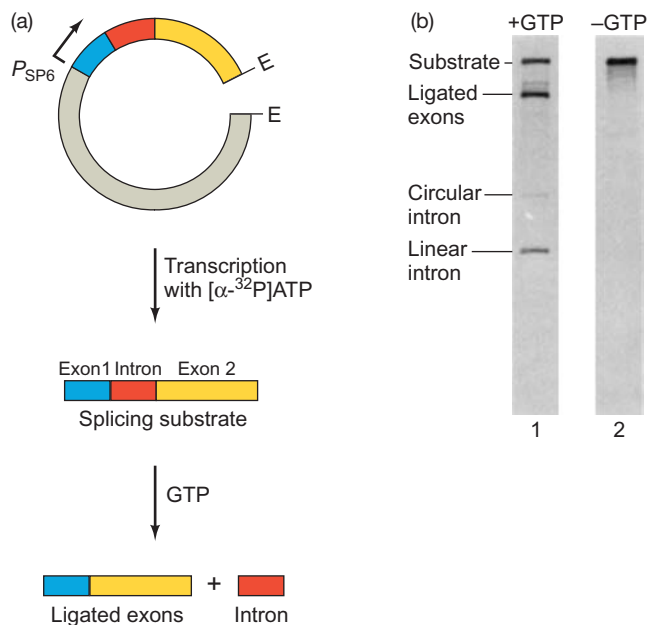 (a)
P_SP6
E
E
Transcription
with [α-³²P]ATP
Exon1 Intron Exon 2
Splicing substrate
GTP
+
Ligated exons Intron
(b)
+GTP –GTP
Substrate
Ligated
exons
Circular
intron
Linear
intron
1 2